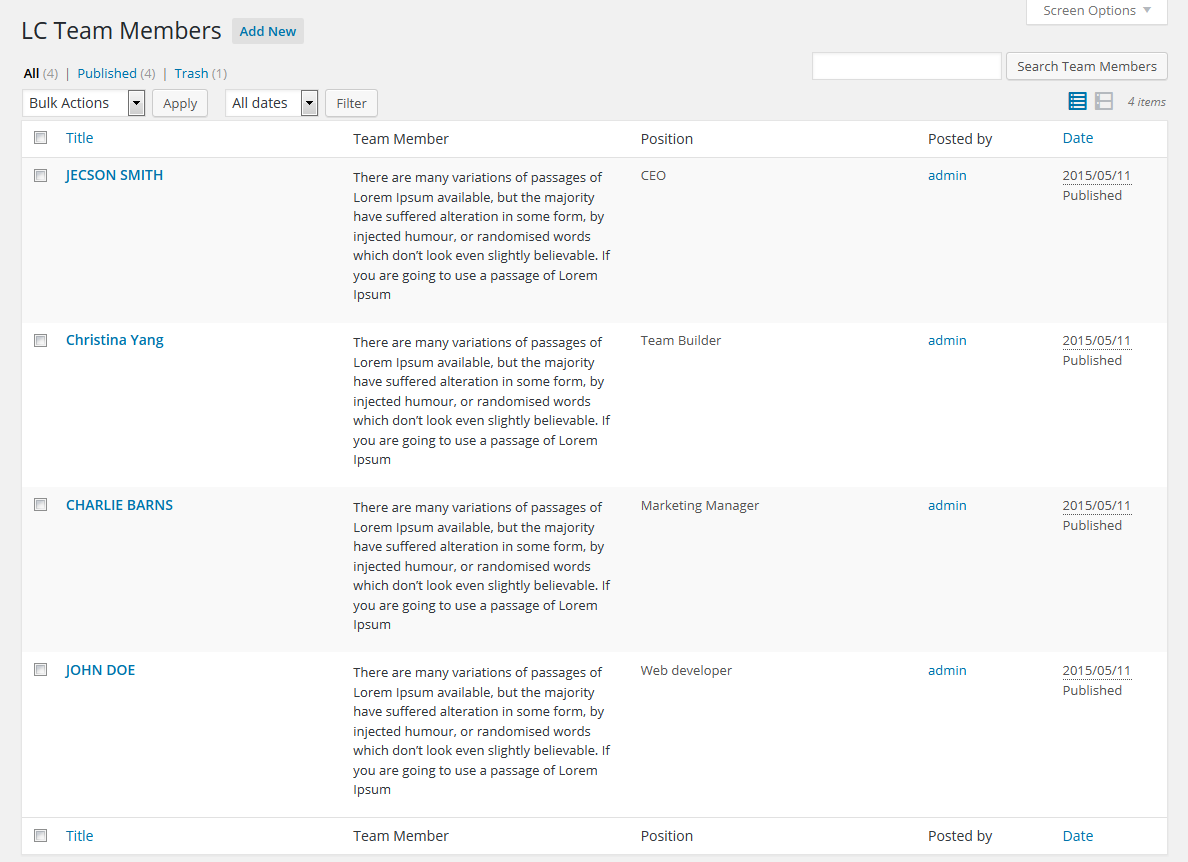 Screen Options
LC Team Members Add New
All (4) | Published (4) | Trash (1)
Search Team Members
Bulk Actions Apply All dates Filter 4 items
Title Team Member Position Posted by Date
JECSON SMITH There are many variations of passages of CEO admin 2015/05/11
Lorem Ipsum available, but the majority Published
have suffered alteration in some form, by
injected humour, or randomised words
which don’t look even slightly believable. If
you are going to use a passage of Lorem
Ipsum
Christina Yang There are many variations of passages of Team Builder admin 2015/05/11
Lorem Ipsum available, but the majority Published
have suffered alteration in some form, by
injected humour, or randomised words
which don’t look even slightly believable. If
you are going to use a passage of Lorem
Ipsum
CHARLIE BARNS There are many variations of passages of Marketing Manager admin 2015/05/11
Lorem Ipsum available, but the majority Published
have suffered alteration in some form, by
injected humour, or randomised words
which don’t look even slightly believable. If
you are going to use a passage of Lorem
Ipsum
JOHN DOE There are many variations of passages of Web developer admin 2015/05/11
Lorem Ipsum available, but the majority Published
have suffered alteration in some form, by
injected humour, or randomised words
which don’t look even slightly believable. If
you are going to use a passage of Lorem
Ipsum
Title Team Member Position Posted by Date